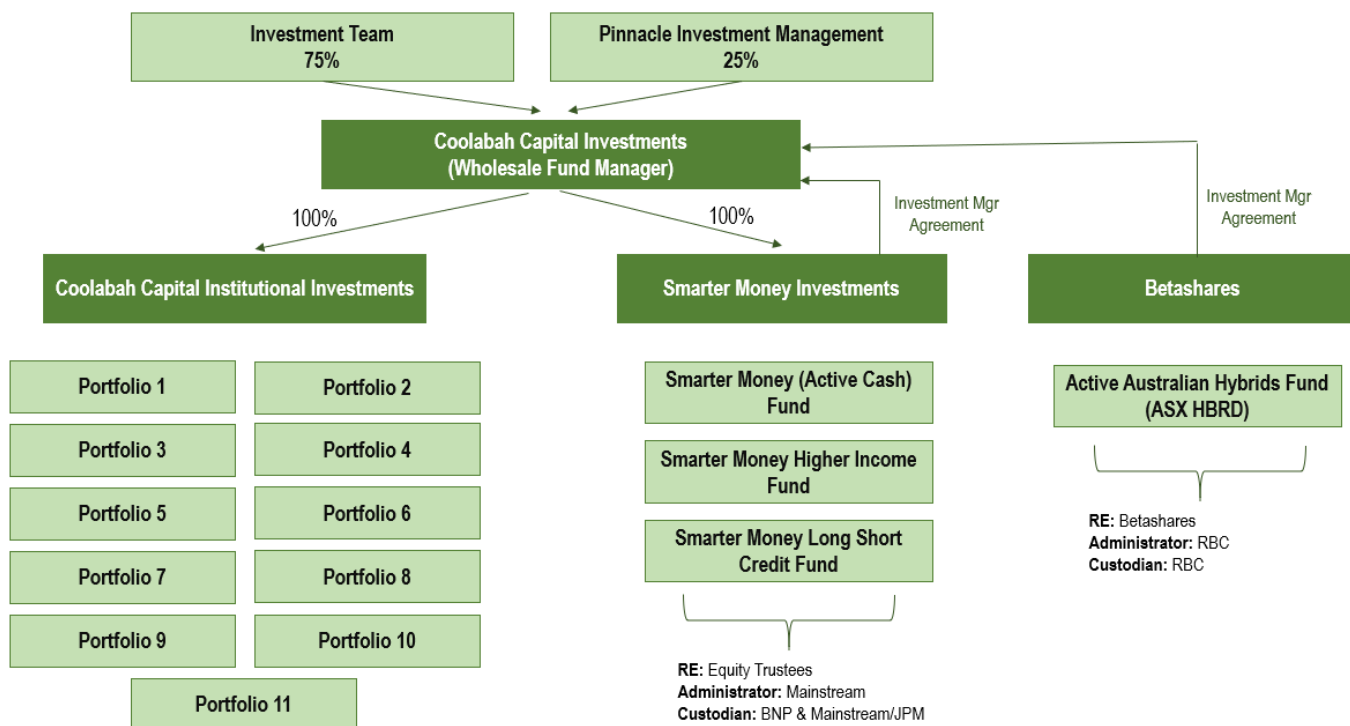 Investment Team
75%
Pinnacle Investment Management
25%
Coolabah Capital Investments
(Wholesale Fund Manager)
100%
100%
Investment Mgr
Agreement
Investment Mgr
Agreement
Coolabah Capital Institutional Investments
Smarter Money Investments
Betashares
Portfolio 1
Portfolio 2
Portfolio 3
Portfolio 4
Portfolio 5
Portfolio 6
Portfolio 7
Portfolio 8
Portfolio 9
Portfolio 10
Portfolio 11
Smarter Money (Active Cash)
Fund
Smarter Money Higher Income
Fund
Smarter Money Long Short
Credit Fund
RE: Equity Trustees
Administrator: Mainstream
Custodian: BNP & Mainstream/JPM
Active Australian Hybrids Fund
(ASX HBRD)
RE: Betashares
Administrator: RBC
Custodian: RBC